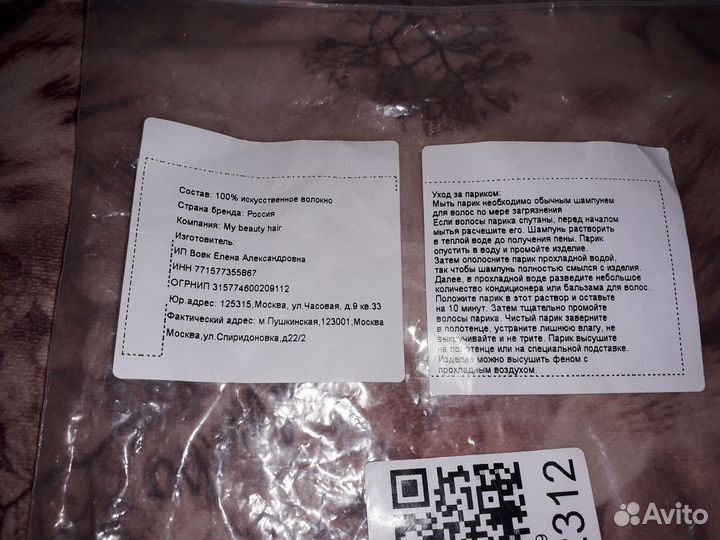 Состав: 100% искусственное волокно
Страна бренда: Россия
Компания: My beauty hair
Изготовитель:
ИП Вовк Елена Александровна
ИНН 771577355867
ОГРНИП 315774600209112
Юр.адрес: 125315,Москва, ул.Часовая, д.9 кв.33
Фактический адрес: м.Пушкинская,123001,Москва
Москва,ул.Спиридоновка,д22/2
Уход за париком:
Мыть парик необходимо обычным шампунем
для волос по мере загрязнения
Если волосы парика спутаны, перед началом
мытья расчешите его. Шампунь растворить
в теплой воде до получения пены. Парик
опустить в воду и промойте изделие.
Затем ополосните парик прохладной водой,
так чтобы шампунь полностью смылся с изделия.
Далее, в прохладной воде разведите небольшое
количество кондиционера или бальзама для волос.
Положите парик в этот раствор и оставьте
на 10 минут. Затем тщательно промойте
волосы парика. Чистый парик заверните
в полотенце, устраните лишнюю влагу, не
выкручивайте и не трите. Парик высушите
на полотенце или на специальной подставке.
Изделие можно высушить феном с
прохладным воздухом.
2312
Avito